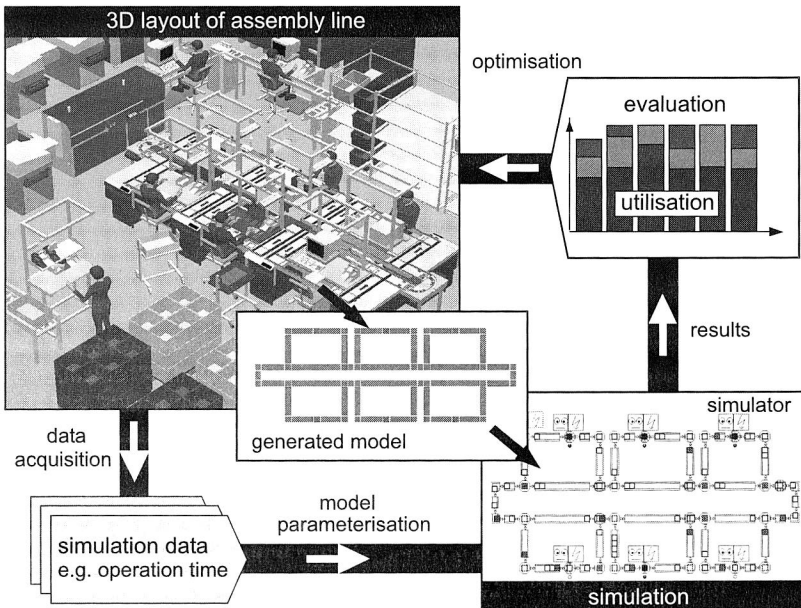 3D layout of assembly line
optimisation
evaluation
utilisation
results
generated model
simulator
data
acquisition
model
parameterisation
simulation data
e.g. operation time
simulation